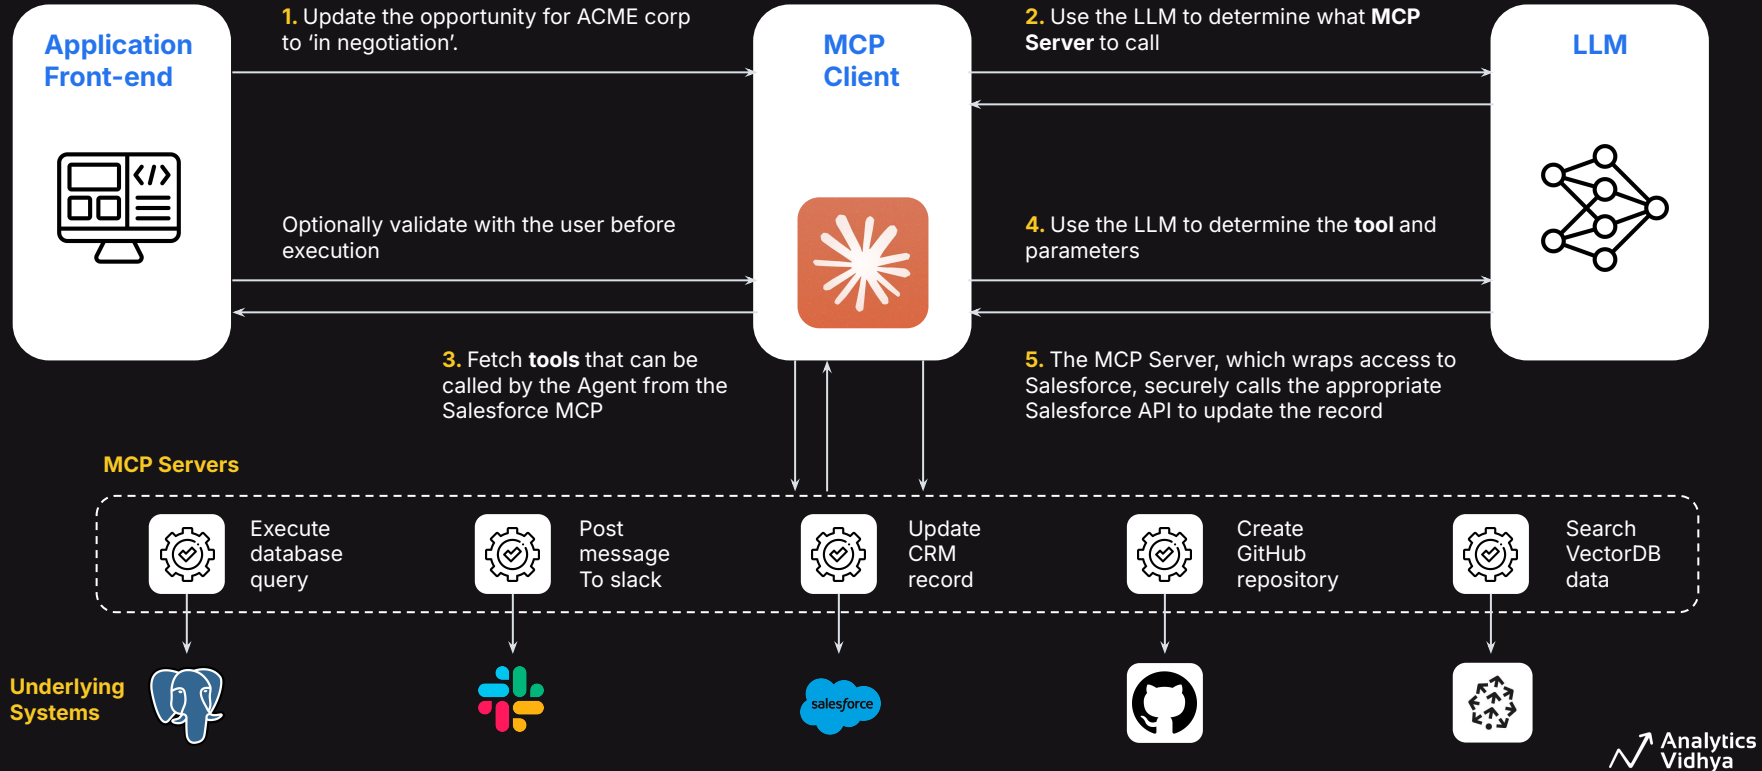 Application
Front-end
1. Update the opportunity for ACME corp
to ‘in negotiation’.
MCP
Client
2. Use the LLM to determine what MCP
Server to call
LLM
Optionally validate with the user before
execution
4. Use the LLM to determine the tool and
parameters
3. Fetch tools that can be
called by the Agent from the
Salesforce MCP
5. The MCP Server, which wraps access to
Salesforce, securely calls the appropriate
Salesforce API to update the record
MCP Servers
Execute
database
query
Post
message
To slack
Update
CRM
record
Create
GitHub
repository
Search
VectorDB
data
Underlying
Systems
salesforce
Analytics
Vidhya